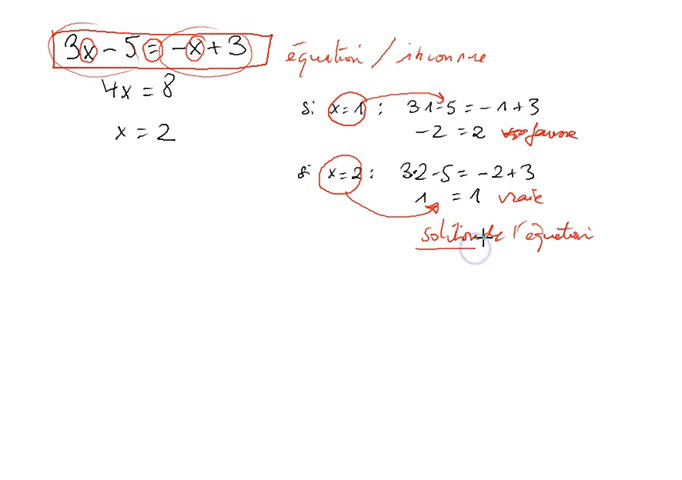 3x - 5 = -x + 3
équation / inconnue
4x = 8
x = 2
Si x = 1 : 3·1 - 5 = -1 + 3
-2 = 2 fausse
Si x = 2 : 3·2 - 5 = -2 + 3
1 = 1 vraie
solution de l'équation